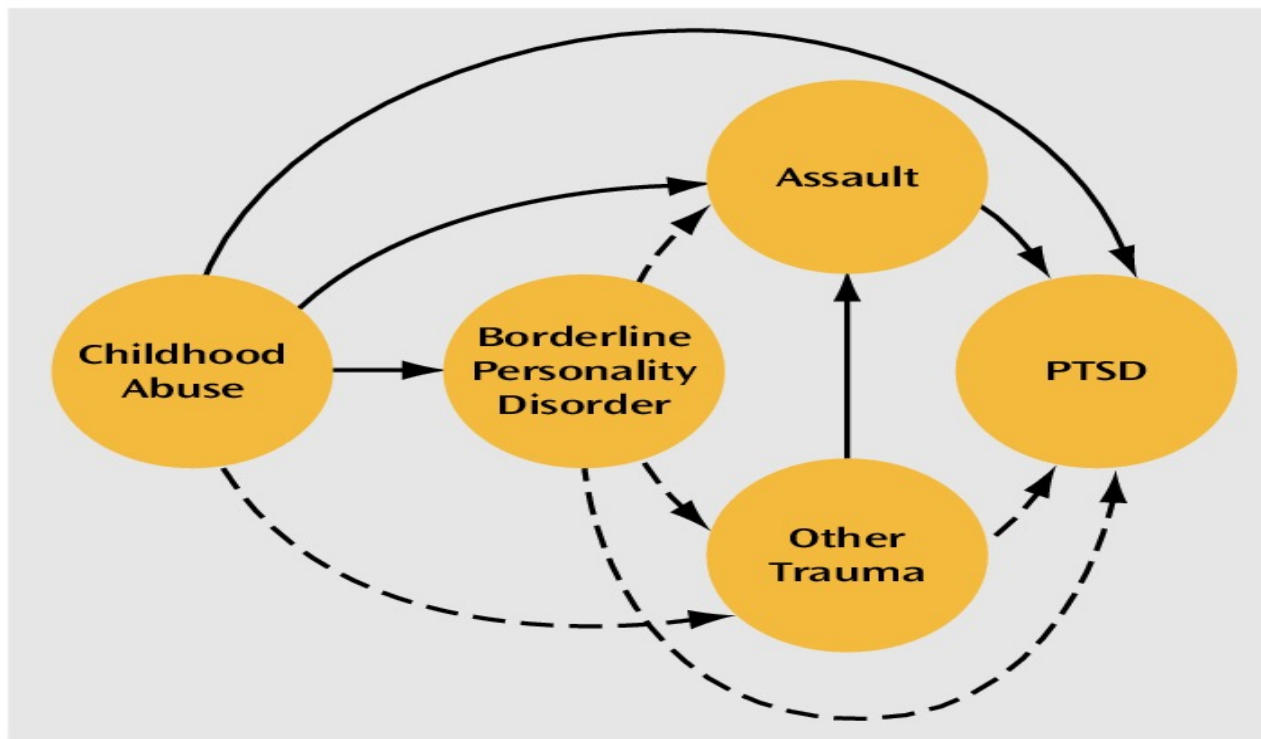 Childhood
Abuse
Borderline
Personality
Disorder
Assault
Other
Trauma
PTSD